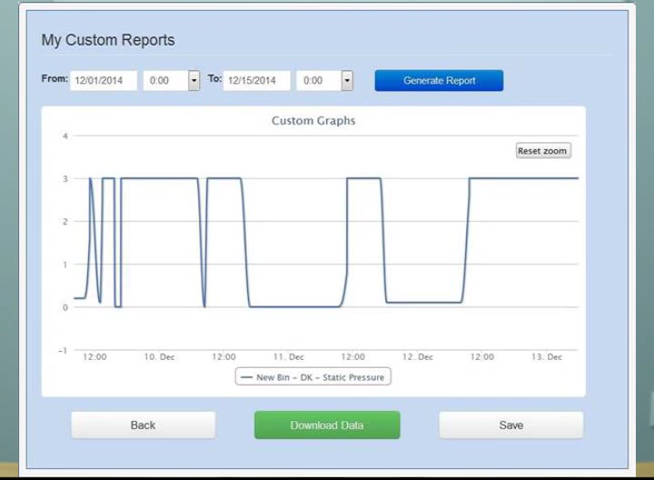 My Custom Reports
From: 12/01/2014 0:00 To: 12/15/2014 0:00 Generate Report
Custom Graphs
Reset zoom
4
3
2
1
0
-1
12:00 10. Dec 12:00 11. Dec 12:00 12. Dec 12:00 13. Dec
New Bin - DK - Static Pressure
Back Download Data Save